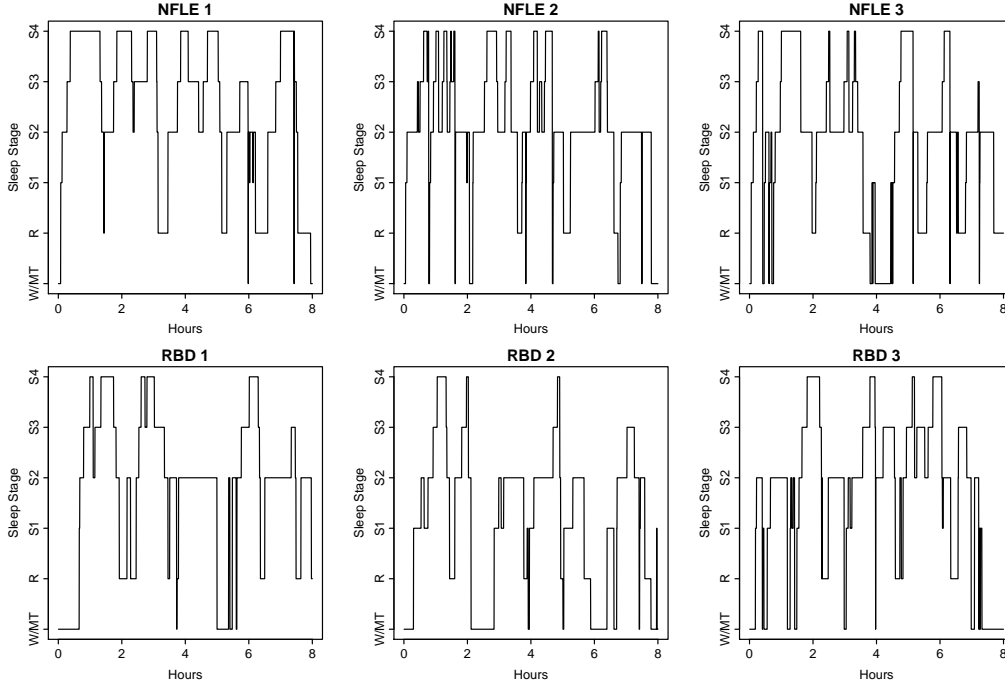 NFLE 1
NFLE 2
NFLE 3
Sleep Stage
S4
S3
S2
S1
R
W/MT
0 2 4 6 8
Hours
Sleep Stage
S4
S3
S2
S1
R
W/MT
0 2 4 6 8
Hours
Sleep Stage
S4
S3
S2
S1
R
W/MT
0 2 4 6 8
Hours
RBD 1
RBD 2
RBD 3
Sleep Stage
S4
S3
S2
S1
R
W/MT
0 2 4 6 8
Hours
Sleep Stage
S4
S3
S2
S1
R
W/MT
0 2 4 6 8
Hours
Sleep Stage
S4
S3
S2
S1
R
W/MT
0 2 4 6 8
Hours